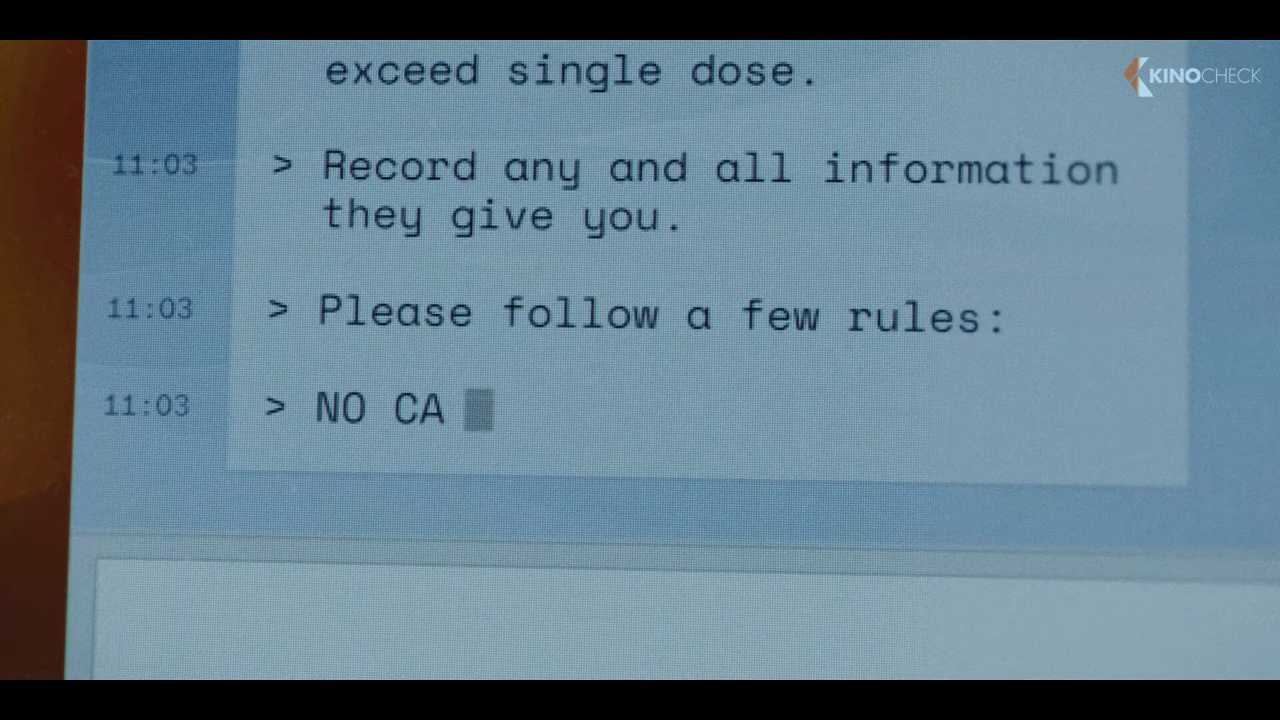 exceed single dose.
KINOCHECK
11:03 > Record any and all information
they give you.
11:03 > Please follow a few rules:
11:03 > NO CA